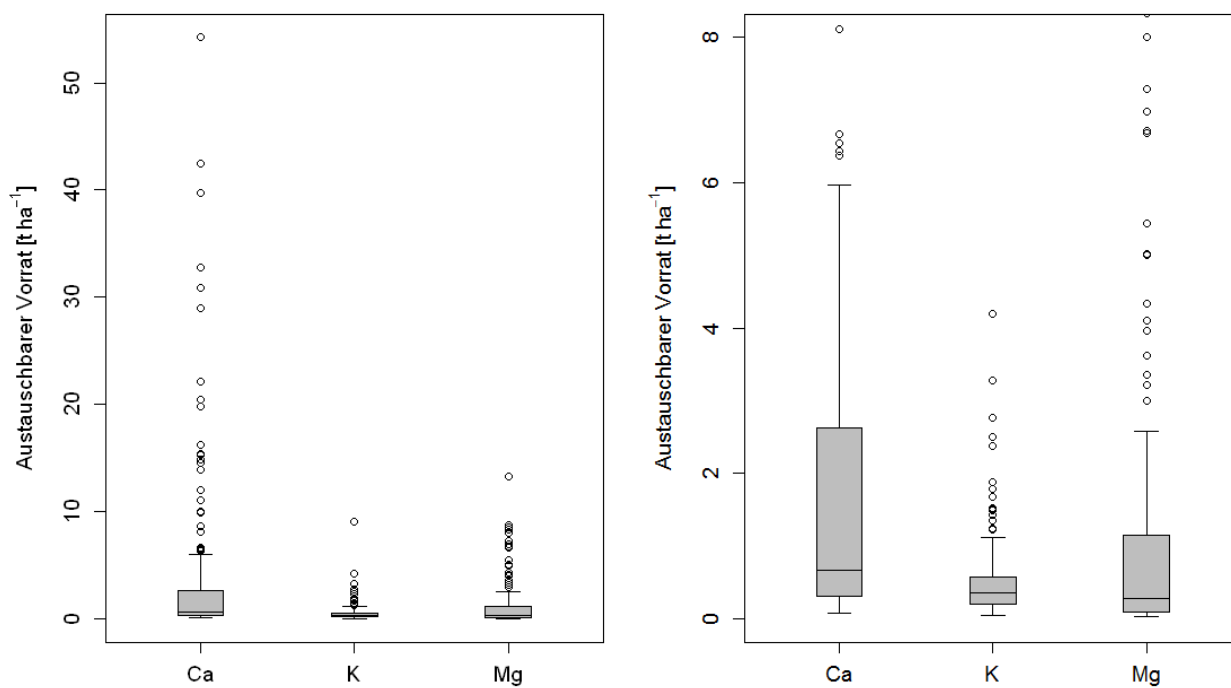 Austauschbarer Vorrat [t ha⁻¹]
50
40
30
20
10
0
Ca K Mg
Austauschbarer Vorrat [t ha⁻¹]
8
6
4
2
0
Ca K Mg